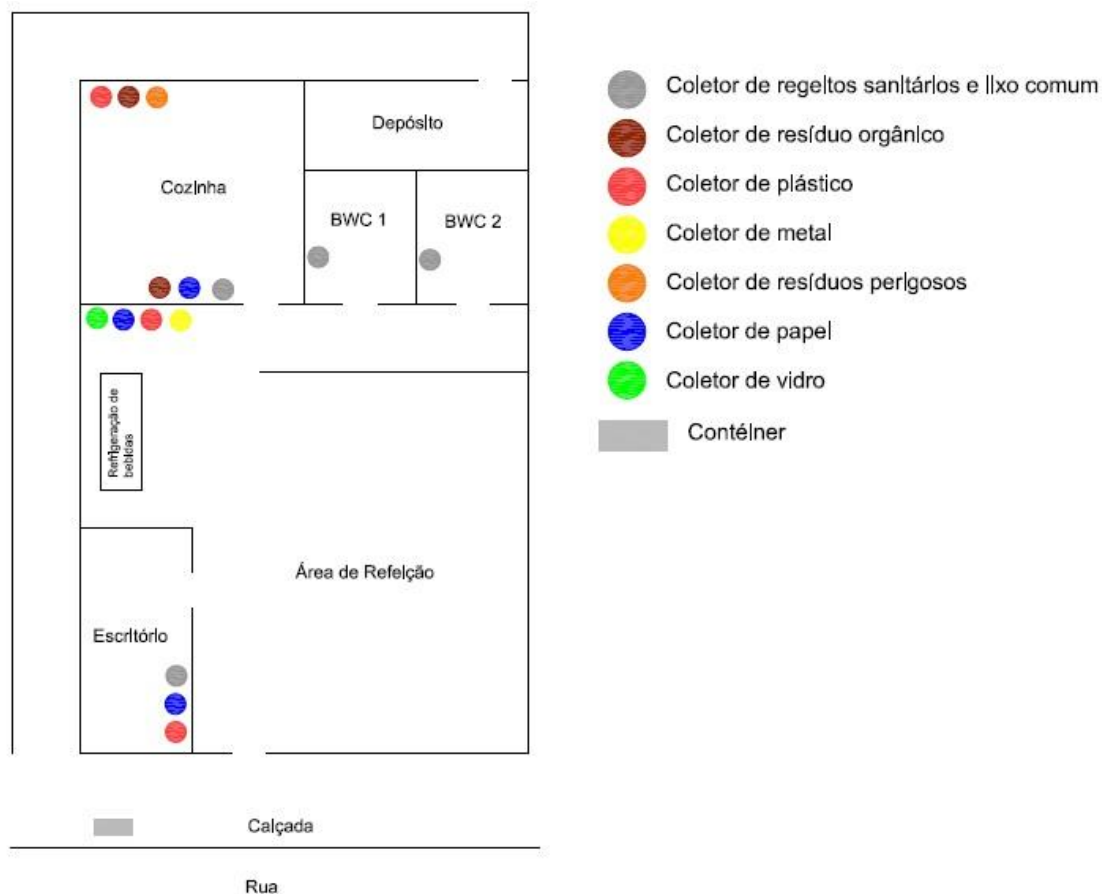 Depósito
Cozinha
BWC 1
BWC 2
Refrigeração de
bebidas
Área de Refeição
Escritório
Calçada
Rua
Coletor de regeitos sanitários e lixo comum
Coletor de resíduo orgânico
Coletor de plástico
Coletor de metal
Coletor de resíduos perigosos
Coletor de papel
Coletor de vidro
Contêiner